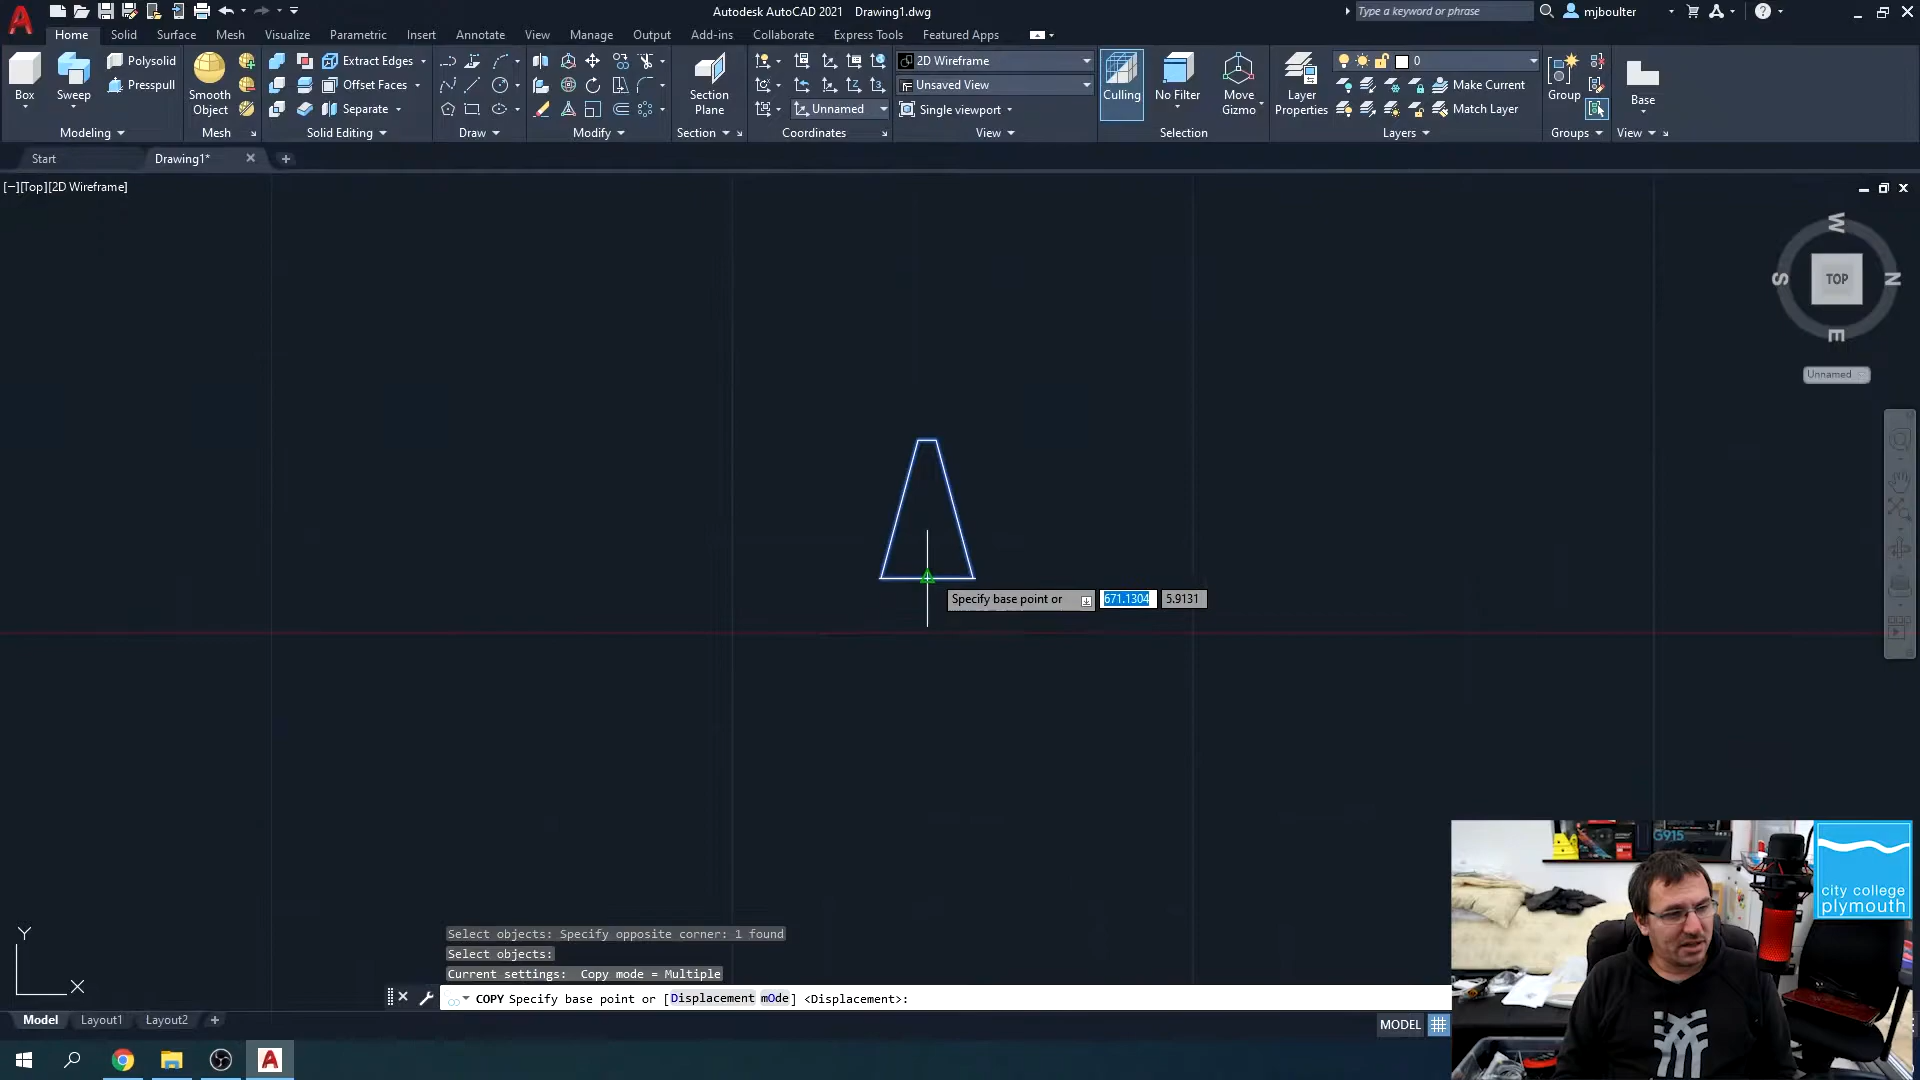 Autodesk AutoCAD 2021 Drawing1.dwg
Type a keyword or phrase
mjboulter
Home Solid Surface Mesh Visualize Parametric Insert Annotate View Manage Output Add-ins Collaborate Express Tools Featured Apps
Box
Sweep
Polysolid
Presspull
Modeling
Smooth
Object
Mesh
Extract Edges
Offset Faces
Separate
Solid Editing
Draw
Modify
Section
Plane
Section
Unnamed
Coordinates
2D Wireframe
Unsaved View
Single viewport
View
Culling
No Filter
Move
Gizmo
Selection
Layer
Properties
0
Make Current
Match Layer
Layers
Group
Groups
Base
View
Start
Drawing1*
[−][Top][2D Wireframe]
W
S TOP N
E
Unnamed
Specify base point or 671.1304 5.9131
G915
city college
plymouth
Y
X
Select objects: Specify opposite corner: 1 found
Select objects:
Current settings: Copy mode = Multiple
COPY Specify base point or [Displacement mOde] <Displacement>:
Model Layout1 Layout2
MODEL